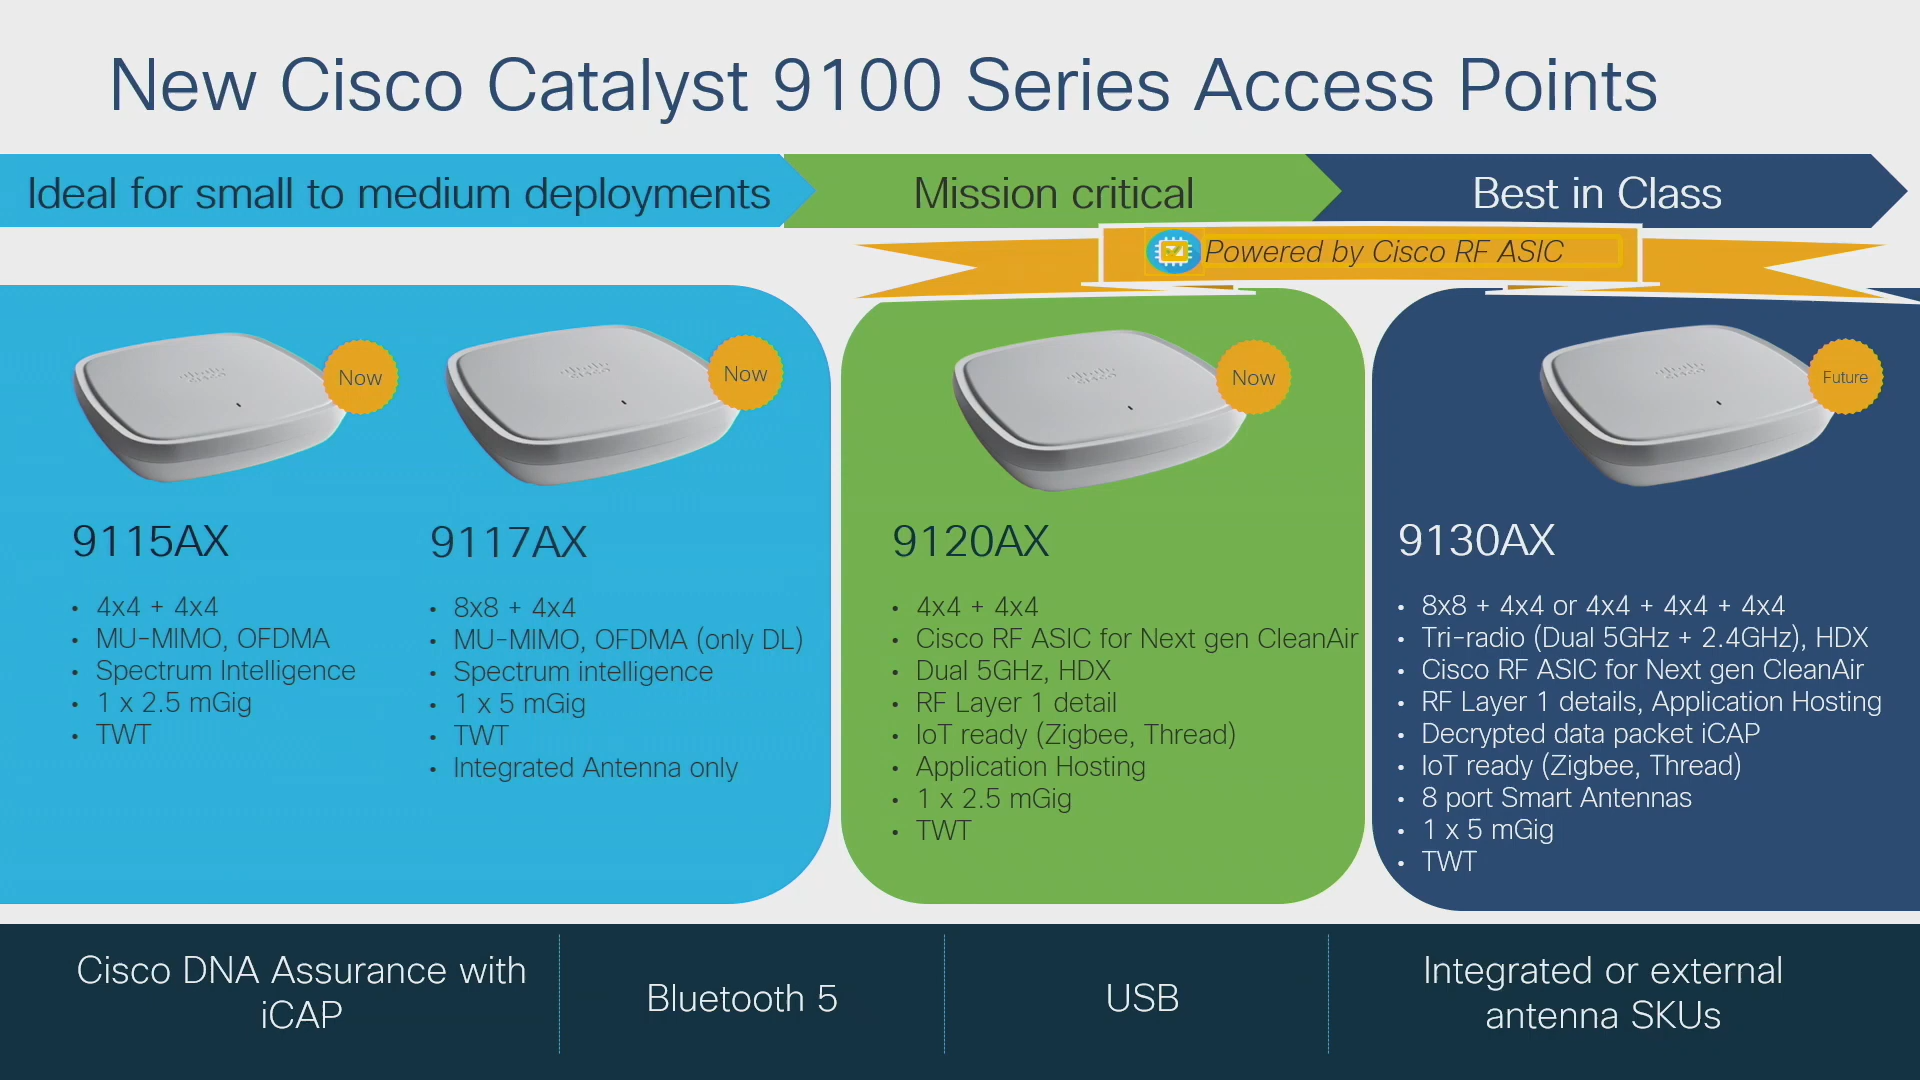 New Cisco Catalyst 9100 Series Access Points
Ideal for small to medium deployments
Mission critical
Best in Class
Powered by Cisco RF ASIC
Now
Now
Now
Future
9115AX
• 4x4 + 4x4
• MU-MIMO, OFDMA
• Spectrum Intelligence
• 1 x 2.5 mGig
• TWT
9117AX
• 8x8 + 4x4
• MU-MIMO, OFDMA (only DL)
• Spectrum intelligence
• 1 x 5 mGig
• TWT
• Integrated Antenna only
9120AX
• 4x4 + 4x4
• Cisco RF ASIC for Next gen CleanAir
• Dual 5GHz, HDX
• RF Layer 1 detail
• IoT ready (Zigbee, Thread)
• Application Hosting
• 1 x 2.5 mGig
• TWT
9130AX
• 8x8 + 4x4 or 4x4 + 4x4 + 4x4
• Tri-radio (Dual 5GHz + 2.4GHz), HDX
• Cisco RF ASIC for Next gen CleanAir
• RF Layer 1 details, Application Hosting
• Decrypted data packet iCAP
• IoT ready (Zigbee, Thread)
• 8 port Smart Antennas
• 1 x 5 mGig
• TWT
Cisco DNA Assurance with
iCAP
Bluetooth 5
USB
Integrated or external
antenna SKUs